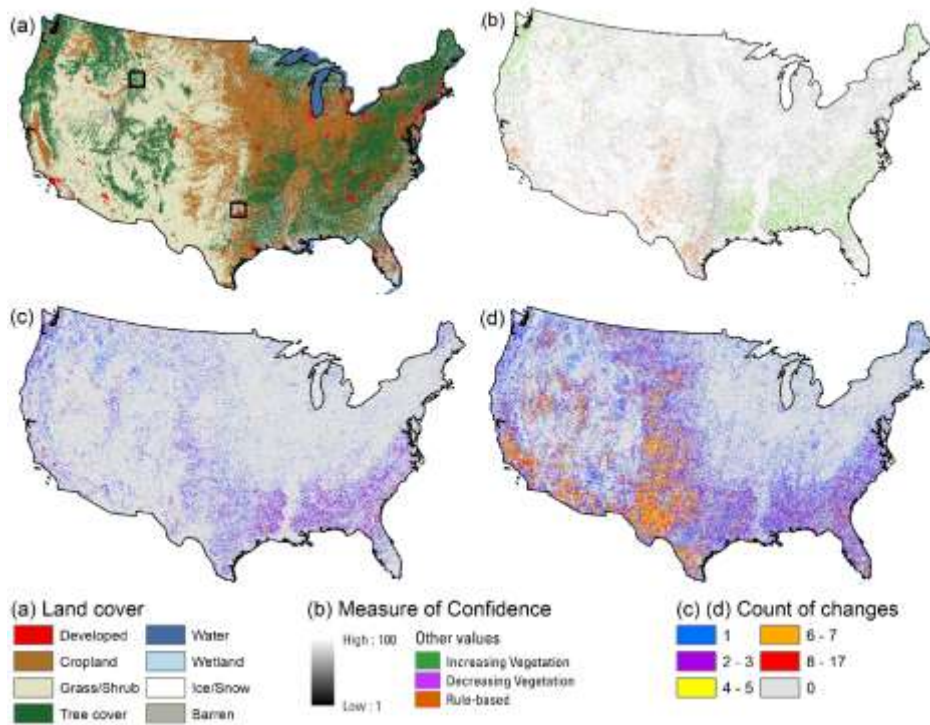 (a)
(b)
(c)
(d)
(a) Land cover
Developed
Cropland
Grass/Shrub
Tree cover
Water
Wetland
Ice/Snow
Barren
(b) Measure of Confidence
High : 100
Low : 1
Other values
Increasing Vegetation
Decreasing Vegetation
Rule-based
(c) (d) Count of changes
1
2 - 3
4 - 5
6 - 7
8 - 17
0